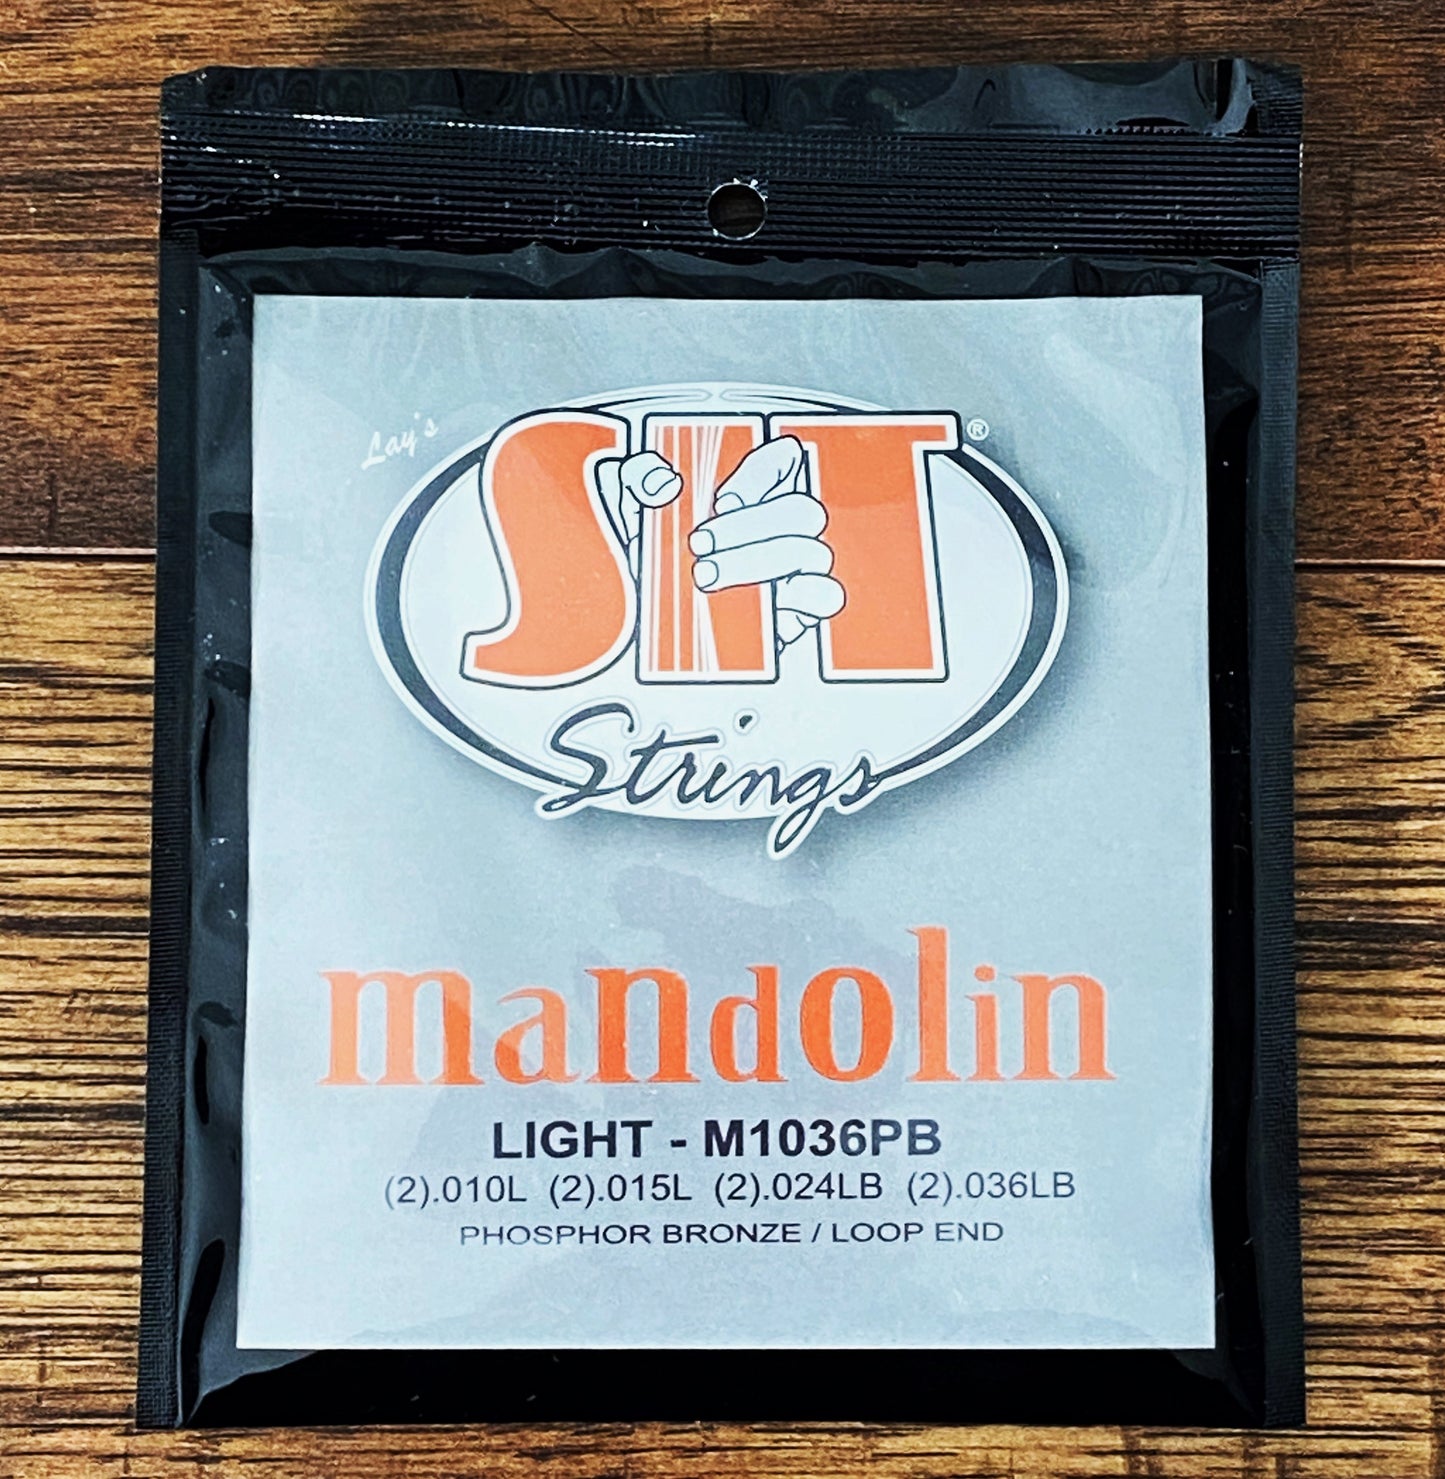 Lay's
SIT®
Strings
mandolin
LIGHT - M1036PB
(2).010L (2).015L (2).024LB (2).036LB
PHOSPHOR BRONZE / LOOP END